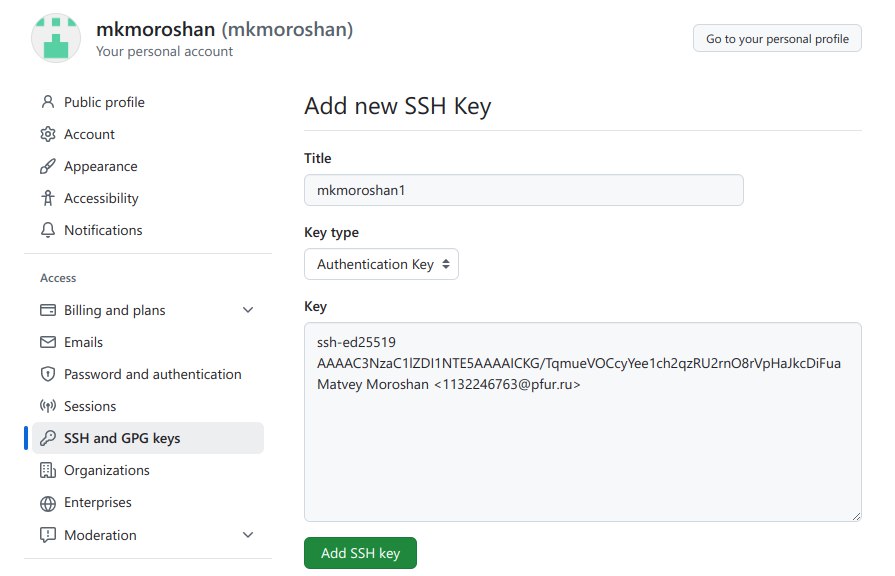 mkmoroshan (mkmoroshan)
Your personal account
Go to your personal profile
Public profile
Account
Appearance
Accessibility
Notifications
Access
Billing and plans
Emails
Password and authentication
Sessions
SSH and GPG keys
Organizations
Enterprises
Moderation
Add new SSH Key
Title
mkmoroshan1
Key type
Authentication Key
Key
ssh-ed25519
AAAAC3NzaC1lZDI1NTE5AAAAICKG/TqmueVOCcyYee1ch2qzRU2rnO8rVpHaJkcDiFua
Matvey Moroshan <1132246763@pfur.ru>
Add SSH key